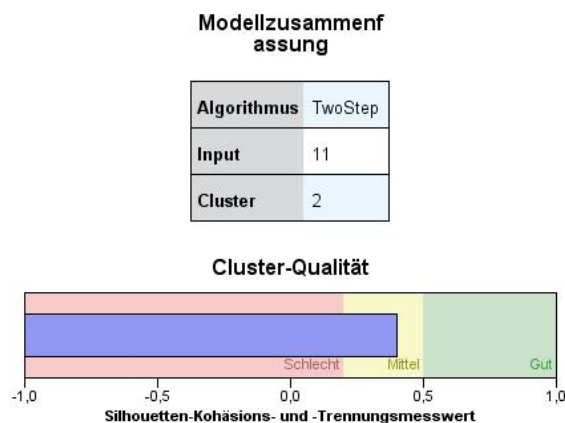 Modellzusammenf
assung
Algorithmus TwoStep
Input 11
Cluster 2
Cluster-Qualität
Schlecht Mittel Gut
-1,0 -0,5 0,0 0,5 1,0
Silhouetten-Kohäsions- und -Trennungsmesswert